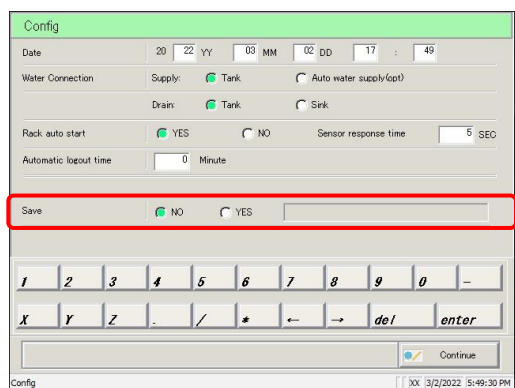 Config
Date 20 22 YY 03 MM 02 DD 17 : 49
Water Connection Supply: Tank Auto water supply(opt)
Drain: Tank Sink
Rack auto start YES NO Sensor response time 5 SEC
Automatic logout time 0 Minute
Save NO YES
1 2 3 4 5 6 7 8 9 0 -
X Y Z . / * ← → del enter
Continue
Config XX 3/2/2022 5:49:30 PM